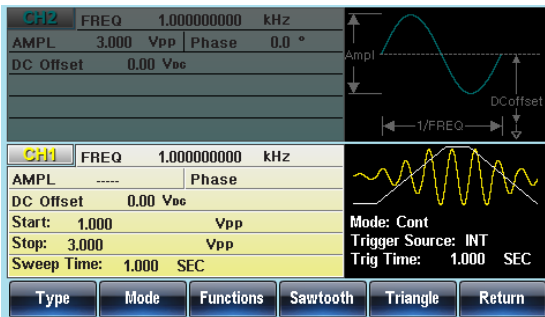 CH2 FREQ 1.000000000 kHz
AMPL 3.000 Vpp Phase 0.0 °
DC Offset 0.00 VDC
Ampl
DCoffset
1/FREQ
CH1 FREQ 1.000000000 kHz
AMPL ----- Phase
DC Offset 0.00 VDC
Start: 1.000 Vpp
Stop: 3.000 Vpp
Sweep Time: 1.000 SEC
Mode: Cont
Trigger Source: INT
Trig Time: 1.000 SEC
Type Mode Functions Sawtooth Triangle Return